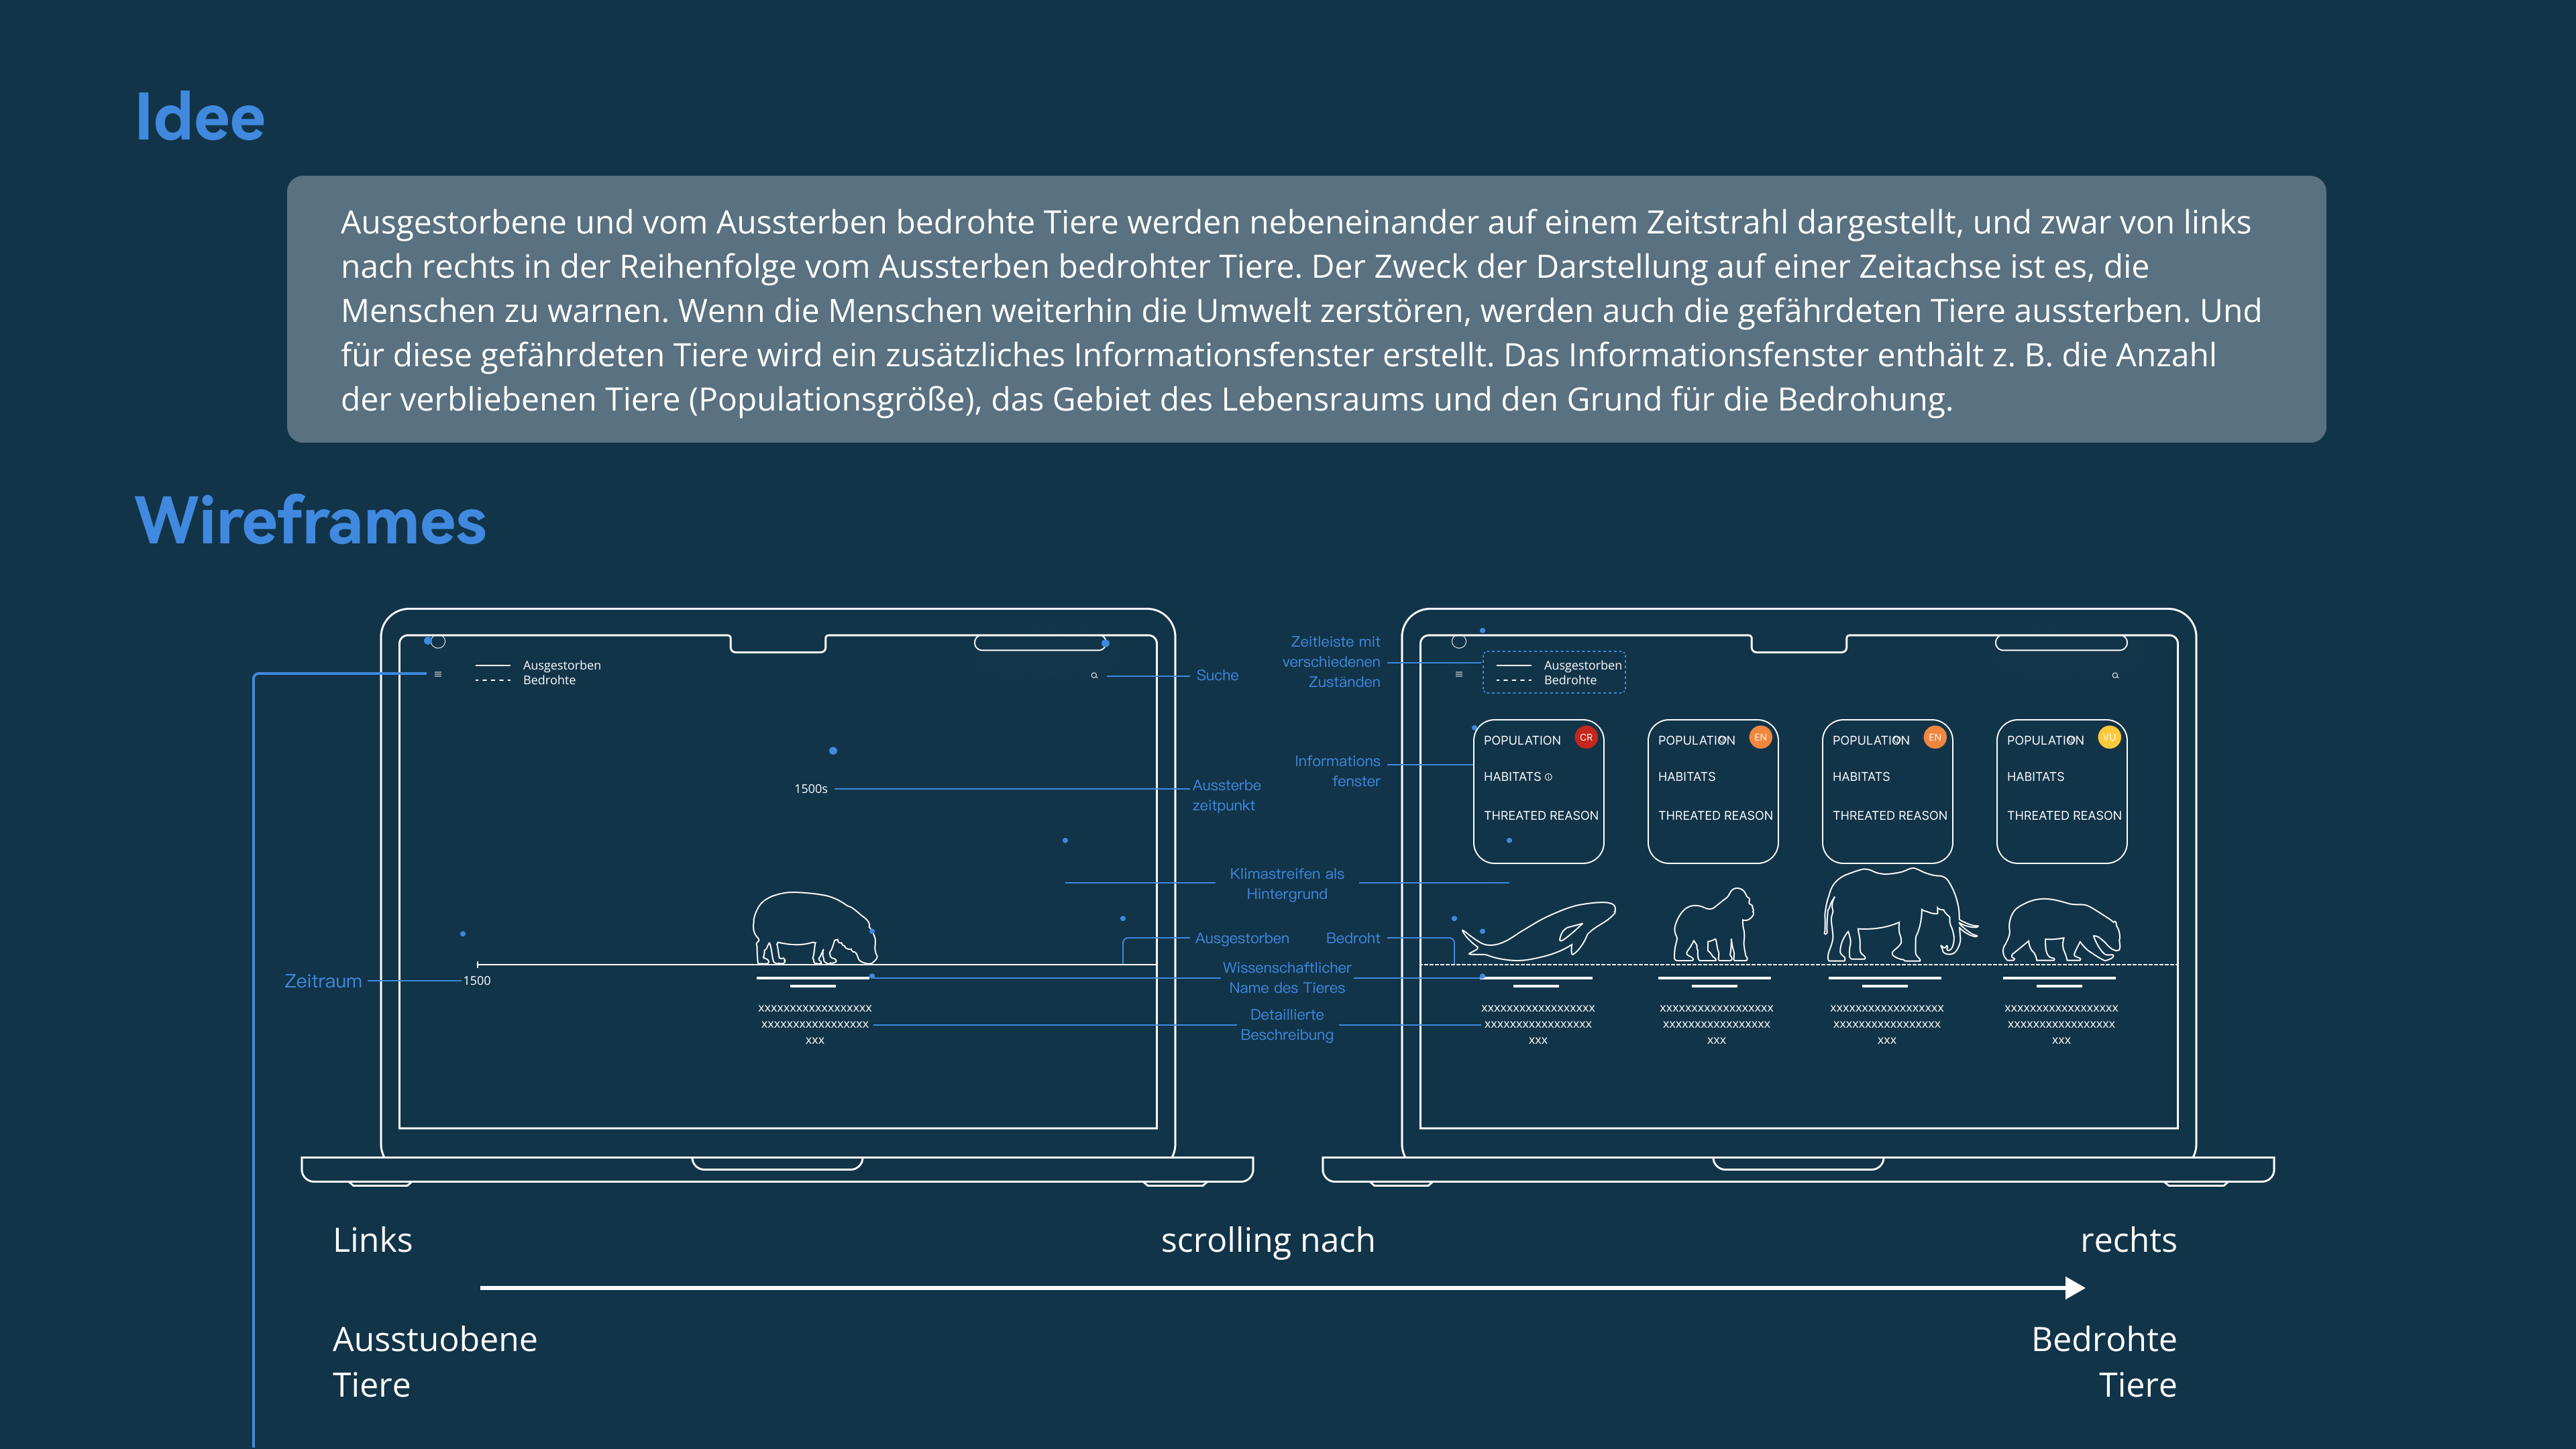 Idee
Ausgestorbene und vom Aussterben bedrohte Tiere werden nebeneinander auf einem Zeitstrahl dargestellt, und zwar von links
nach rechts in der Reihenfolge vom Aussterben bedrohter Tiere. Der Zweck der Darstellung auf einer Zeitachse ist es, die
Menschen zu warnen. Wenn die Menschen weiterhin die Umwelt zerstören, werden auch die gefährdeten Tiere aussterben. Und
für diese gefährdeten Tiere wird ein zusätzliches Informationsfenster erstellt. Das Informationsfenster enthält z. B. die Anzahl
der verbliebenen Tiere (Populationsgröße), das Gebiet des Lebensraums und den Grund für die Bedrohung.
Wireframes
Ausgestorben
Bedrohte
1500s
Zeitraum
1500
xxxxxxxxxxxxxxxxxx
xxxxxxxxxxxxxxxxx
xxx
Suche
Aussterbe
zeitpunkt
Zeitleiste mit
verschiedenen
Zuständen
Informations
fenster
Klimastreifen als
Hintergrund
Ausgestorben
Bedroht
Wissenschaftlicher
Name des Tieres
Detaillierte
Beschreibung
Ausgestorben
Bedrohte
POPULATION CR
HABITATS
THREATED REASON
POPULATION EN
HABITATS
THREATED REASON
POPULATION EN
HABITATS
THREATED REASON
POPULATION VU
HABITATS
THREATED REASON
xxxxxxxxxxxxxxxxxx
xxxxxxxxxxxxxxxxx
xxx
xxxxxxxxxxxxxxxxxx
xxxxxxxxxxxxxxxxx
xxx
xxxxxxxxxxxxxxxxxx
xxxxxxxxxxxxxxxxx
xxx
xxxxxxxxxxxxxxxxxx
xxxxxxxxxxxxxxxxx
xxx
Links
scrolling nach
rechts
Ausstuobene
Tiere
Bedrohte
Tiere